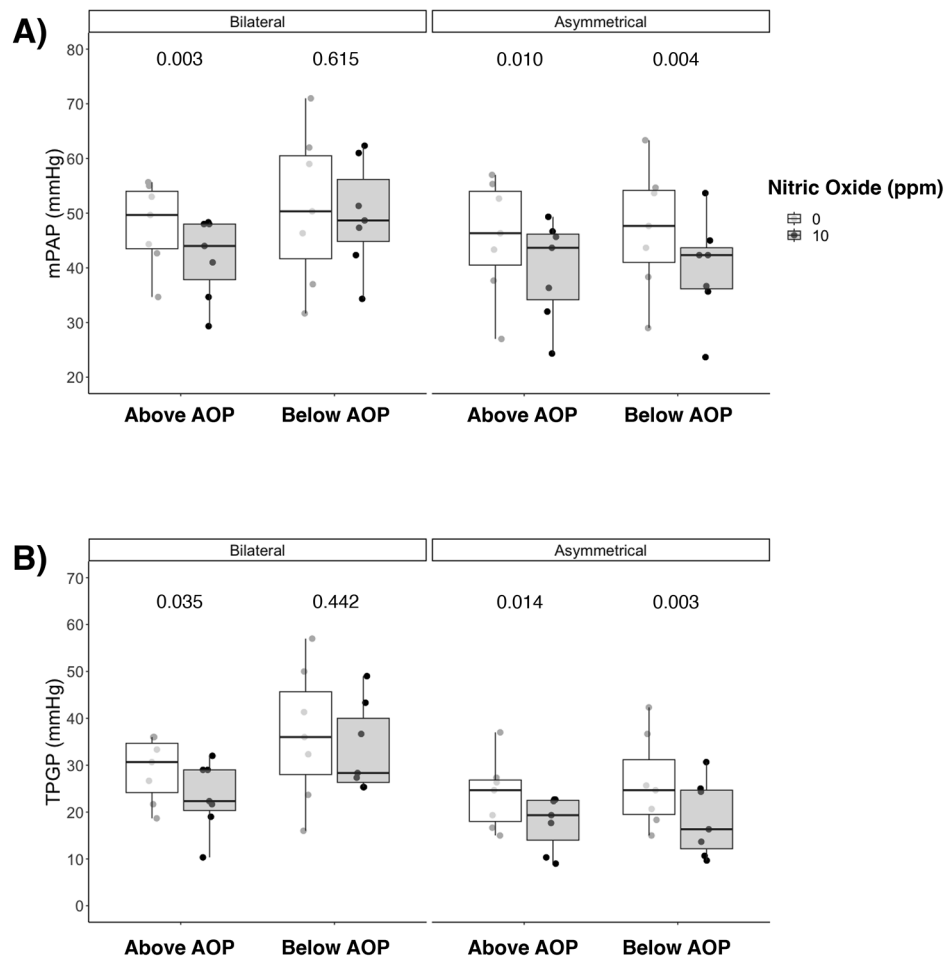 A)
Bilateral
Asymmetrical
0.003
0.615
0.010
0.004
mPAP (mmHg)
80
70
60
50
40
30
20
Above AOP
Below AOP
Above AOP
Below AOP
Nitric Oxide (ppm)
0
10
B)
Bilateral
Asymmetrical
0.035
0.442
0.014
0.003
TPGP (mmHg)
70
60
50
40
30
20
10
0
Above AOP
Below AOP
Above AOP
Below AOP